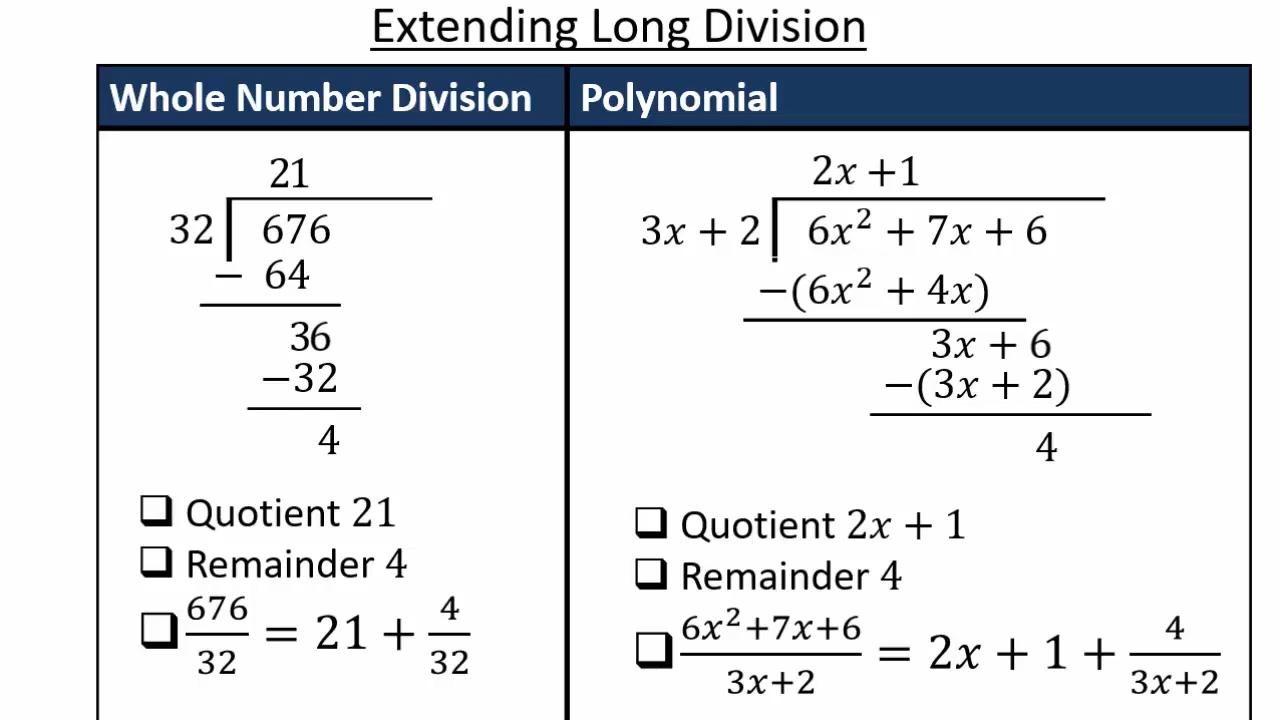 Extending Long Division
Whole Number Division
21
32 676
− 64
36
−32
4
❑ Quotient 21
❑ Remainder 4
❑ 676/32 = 21 + 4/32
Polynomial
2x +1
3x + 2 6x² + 7x + 6
−(6x² + 4x)
3x + 6
−(3x + 2)
4
❑ Quotient 2x + 1
❑ Remainder 4
❑ 6x²+7x+6/3x+2 = 2x + 1 + 4/3x+2